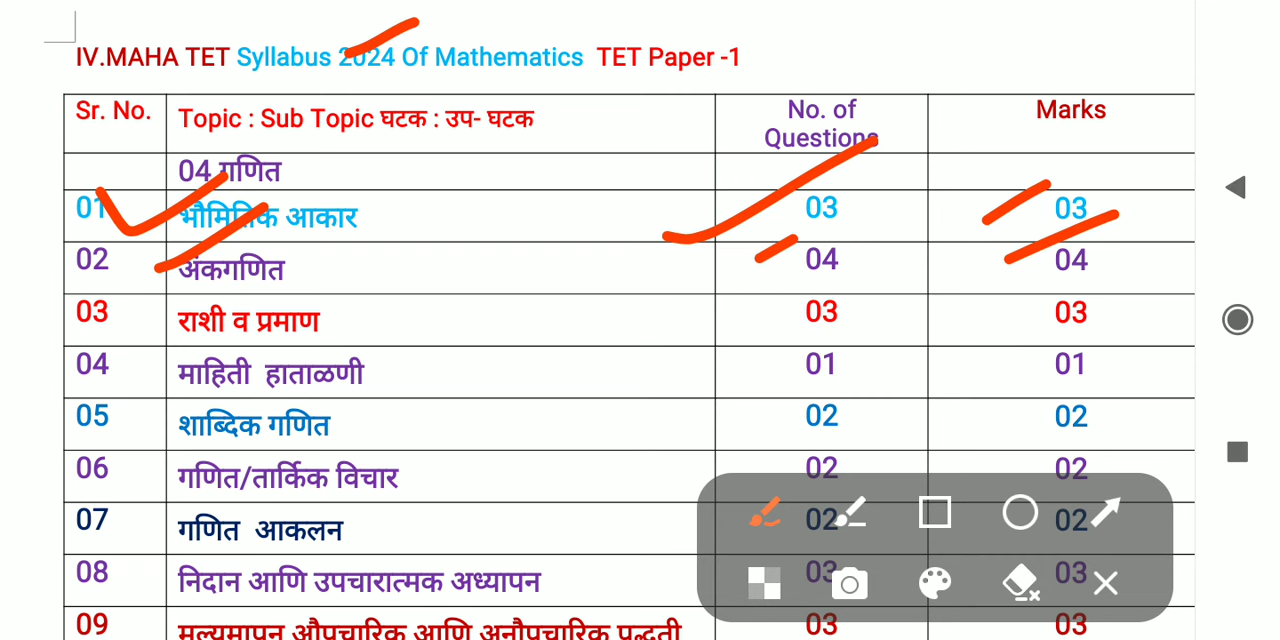 IV.MAHA TET Syllabus 2024 Of Mathematics TET Paper -1
Sr. No. Topic : Sub Topic घटक : उप- घटक No. of Questions Marks
04 गणित
01 भौमितिक आकार 03 03
02 अंकगणित 04 04
03 राशी व प्रमाण 03 03
04 माहिती हाताळणी 01 01
05 शाब्दिक गणित 02 02
06 गणित/तार्किक विचार 02 02
07 गणित आकलन 02 02
08 निदान आणि उपचारात्मक अध्यापन 03 03
09 मूल्यमापन औपचारिक आणि अनौपचारिक पद्धती 03 03